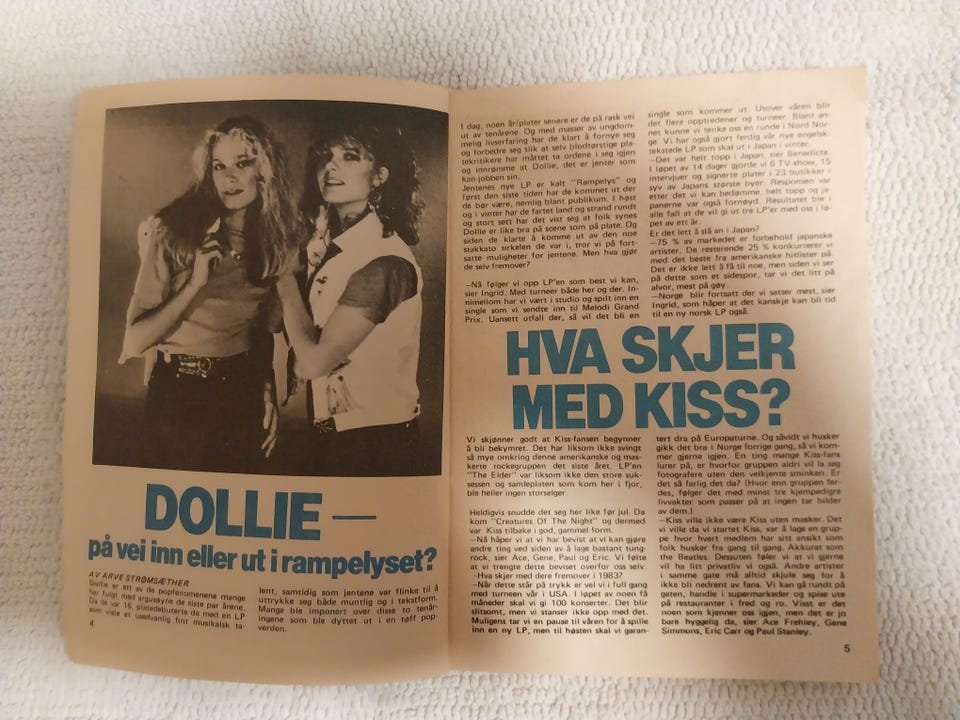 DOLLIE —
på vei inn eller ut i rampelyset?
AV ARVE STRØMSÆTHER
Dollie er ett av de popfenomenene mange
har fulgt med ergusøyne de siste par årene.
Da de var 16, platedebuterte de med en LP
som viste et usedvanlig fint musikalsk ta-
lent, samtidig som jentene var flinke til å
uttrykke seg både muntlig og i tekstform.
Mange ble imponert over disse to tenår-
ingene som ble dyttet ut i en tøff pop-
verden.
4
I dag, noen år/plater senere er de på rask vei
ut av tenårene. Og med masser av ungdom-
melig livserfaring har de klart å fornye seg
og forbedre seg slik at selv blodtørstige pla-
tekritikere har måttet ta ordene i seg igjen
og innrømme at Dollie, det er jenter som
kan jobben sin.
Jentenes nye LP er kalt "Rampelys" og
først den siste tiden har de kommet ut der
de bør være, nemlig blant publikum. I høst
og i vinter har de fartet land og strand rundt
og stort sett har det vist seg at folk synes
Dollie er like bra på scene som på plate. Og
siden de klarte å komme ut av den noe
stakkato sirkelen de var i, tror vi på fort-
satte muligheter for jentene. Men hva gjør
de selv fremover?
—Nå følger vi opp LP'en som best vi kan,
sier Ingrid. Med turneer både her og der. In-
nimellom har vi vært i studio og spilt inn en
single som vi sendte inn til Melodi Grand
Prix. Uansett utfall der, så vil det bli en
single som kommer ut. Utover våren blir
det flere opptredener og turneer. Blant an-
net kunne vi tenke oss en runde i Nord Nor-
ge. Vi har også gjort ferdig vår nye engelsk-
tekstede LP som skal ut i Japan i vinter.
—Det var helt topp i Japan, sier Benedicte.
I løpet av 14 dager gjorde vi 6 TV-show, 15
intervjuer og signerte plater i 23 butikker i
syv av Japans største byer. Responsen var
etter det vi kan bedømme, helt topp og ja-
panerne var også fornøyd. Resultatet ble i
alle fall at de vil gi ut tre LP'er med oss i lø-
pet av ett år.
Er det lett å slå an i Japan?
—75 % av markedet er forbeholdt japanske
artister. De resterende 25 % konkurrerer vi
med det beste fra amerikanske hitlister på.
Det er ikke lett å få til noe, men siden vi ser
på dette som et sidespor, tar vi det litt på
alvor, mest på gøy.
—Norge blir fortsatt der vi satser mest, sier
Ingrid, som håper at det kanskje kan bli tid
til en ny norsk LP også.
HVA SKJER
MED KISS?
Vi skjønner godt at Kiss-fansen begynner
å bli bekymret. Det har liksom ikke svingt
så mye omkring denne amerikanske og mas-
kerte rockegruppen det siste året. LP'en
"The Elder" var liksom ikke den store suk-
sessen og samleplaten som kom her i fjor,
ble heller ingen storselger.
Heldigvis snudde det seg her like før jul. Da
kom "Creatures Of The Night" og dermed
var Kiss tilbake i god, gammel form.
—Nå håper vi at vi har bevist at vi kan gjøre
andre ting ved siden av å lage bastant tung-
rock, sier Ace, Gene, Paul og Eric. Vi følte
at vi trengte dette beviset overfor oss selv.
-Hva skjer med dere fremover i 1983?
—Når dette står på trykk er vel vi i full gang
med turneen vår i USA. I løpet av noen få
måneder skal vi gi 100 konserter. Det blir
slitsomt, men vi stanser ikke opp med det.
Muligens tar vi en pause til våren for å spille
inn en ny LP, men til høsten skal vi garan-
tert dra på Europaturne. Og såvidt vi husker
gikk det bra i Norge forrige gang, så vi kom-
mer gjerne igjen. En ting mange Kiss-fans
lurer på, er hvorfor gruppen aldri vil la seg
fotografere uten den velkjente sminken. Er
det så farlig det da? (Hvor enn gruppen fer-
des, følger det med minst tre kjempedigre
livvakter som passer på at ingen tar bilder
av dem.)
—Kiss ville ikke være Kiss uten masker. Det
vi ville da vi startet Kiss, var å lage en grup-
pe hvor hvert medlem har sitt ansikt som
folk husker fra gang til gang. Akkurat som
the Beatles. Dessuten føler vi at vi gjerne
vil ha litt privatliv vi også. Andre artister
i samme gate må alltid skjule seg for å
ikke bli nedrent av fans. Vi kan gå rundt på
gaten, handle i supermarkeder og spise ute
på restauranter i fred og ro. Visst er det
noen som kjenner oss igjen, men det er jo
bare hyggelig da, sier Ace Frehley, Gene
Simmons, Eric Carr og Paul Stanley.
5